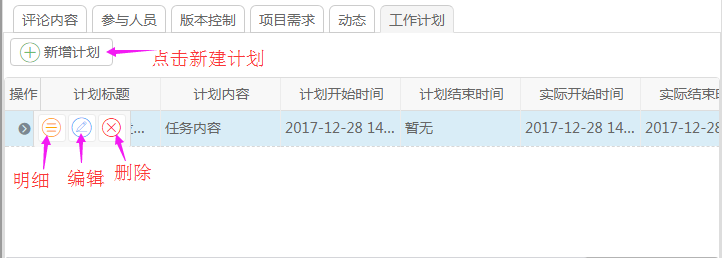 评论内容 参与人员 版本控制 项目需求 动态 工作计划
新增计划 点击新建计划
操作 计划标题 计划内容 计划开始时间 计划结束时间 实际开始时间 实际结束
... 任务内容 2017-12-28 14... 暂无 2017-12-28 14... 2017-12-28
明细 编辑 删除